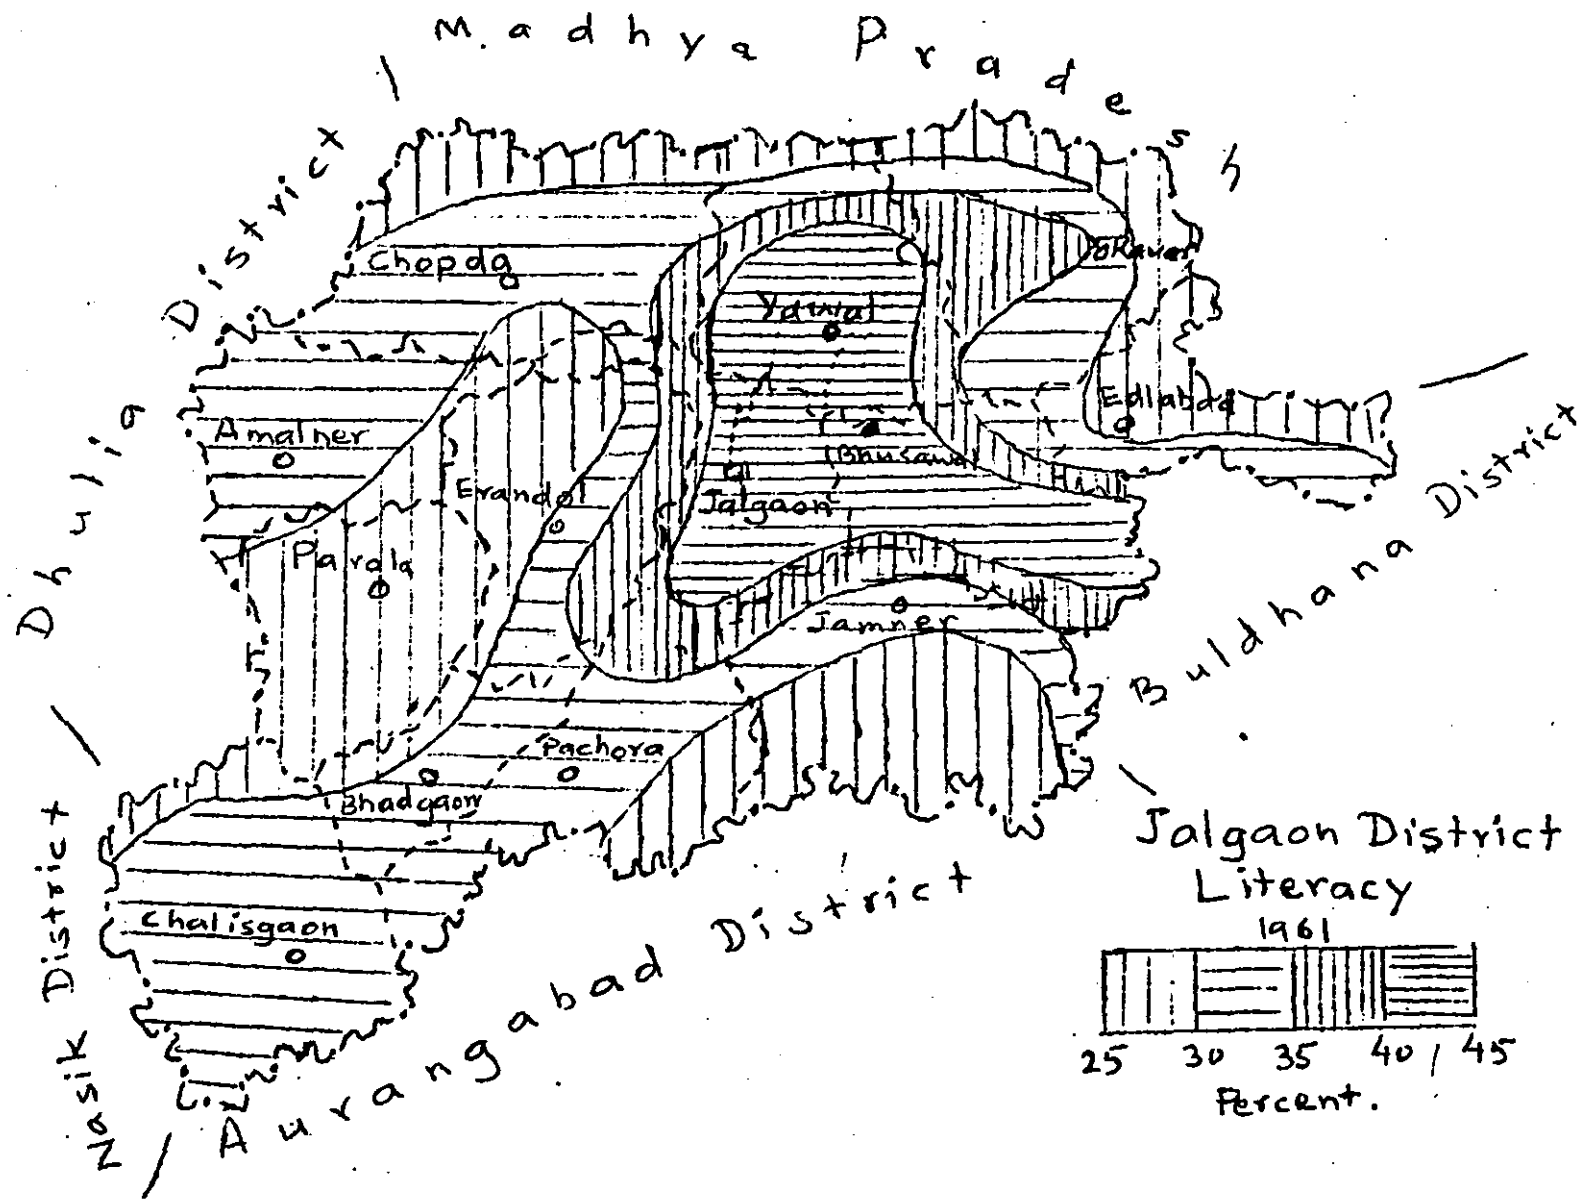 Madhya Pradesh
Dhulia District
Chopda
Raver
Yawal
Edlabad
Amalner
Bhusawal
Erandol
Jalgaon
Parola
Jamner
Buldhana District
Pachora
Bhadgaon
Chalisgaon
Nasik District
Aurangabad District
Jalgaon District
Literacy
1961
25 30 35 40 45
Percent.